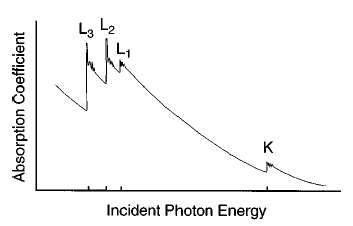 L3 L2
L1
K
Absorption Coefficient
Incident Photon Energy